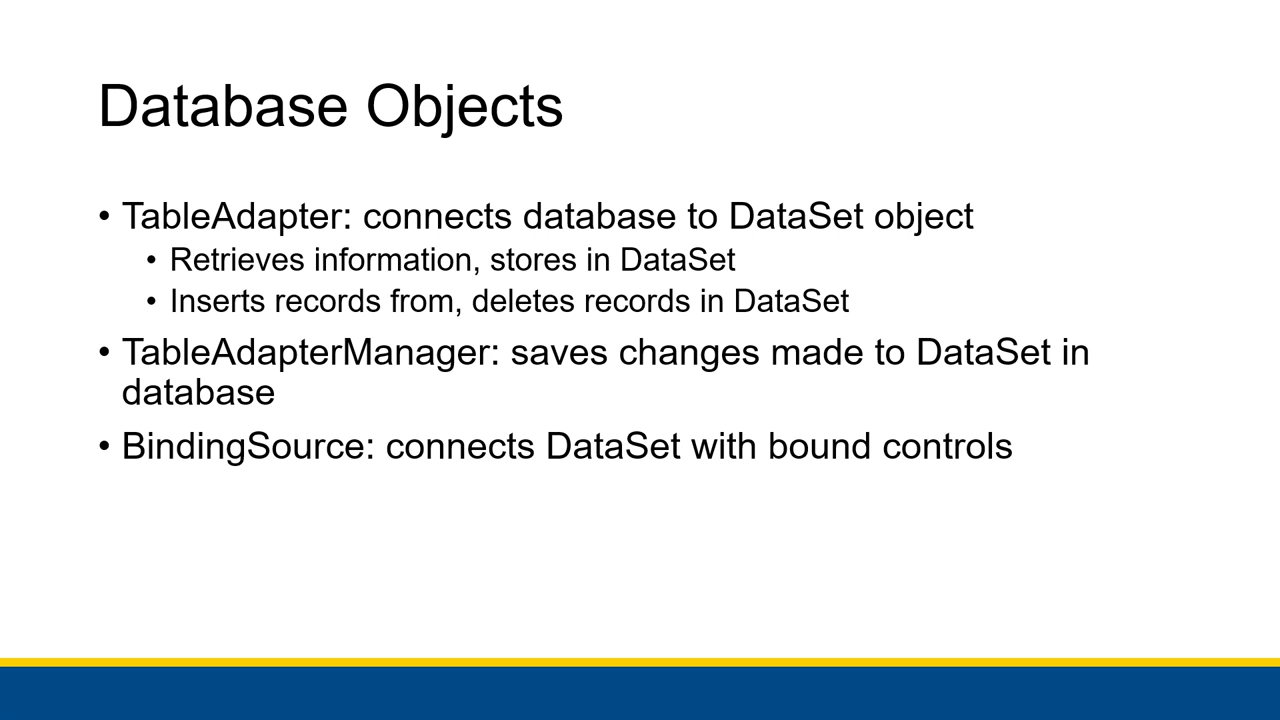 Database Objects
• TableAdapter: connects database to DataSet object
• Retrieves information, stores in DataSet
• Inserts records from, deletes records in DataSet
• TableAdapterManager: saves changes made to DataSet in
database
• BindingSource: connects DataSet with bound controls